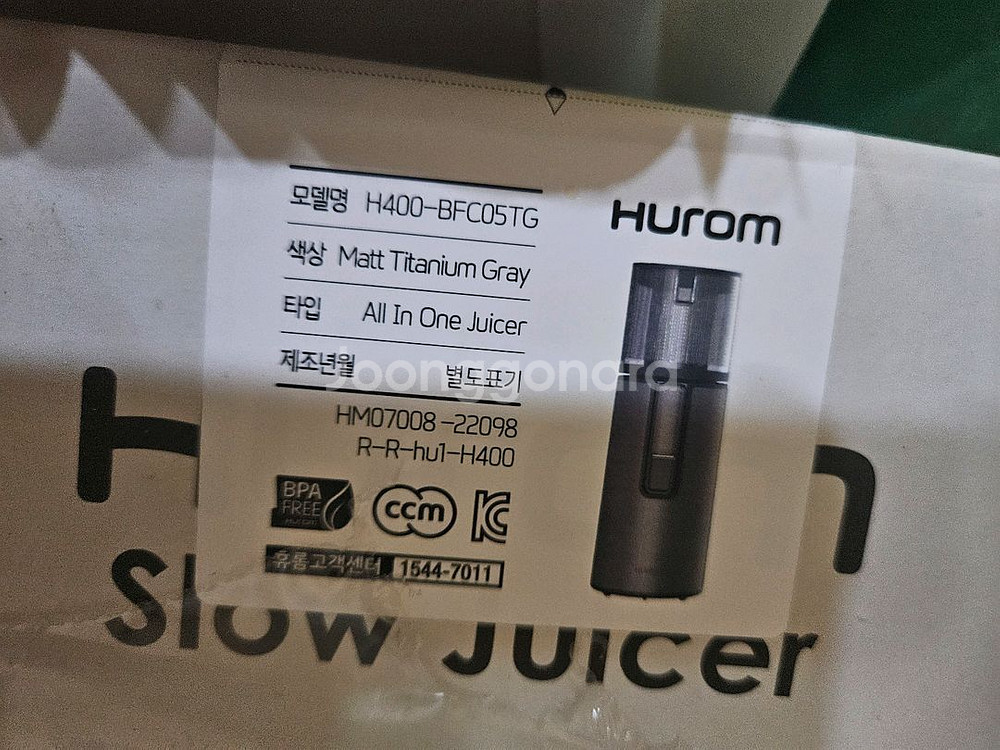 모델명 H400-BFC05TG
색상 Matt Titanium Gray
타입 All In One Juicer
제조년월 별도표기
HM07008-22098
R-R-hu1-H400
BPA
FREE
ccm
휴롬고객센터 1544-7011
Hurom
Joonggonara
Slow Juicer